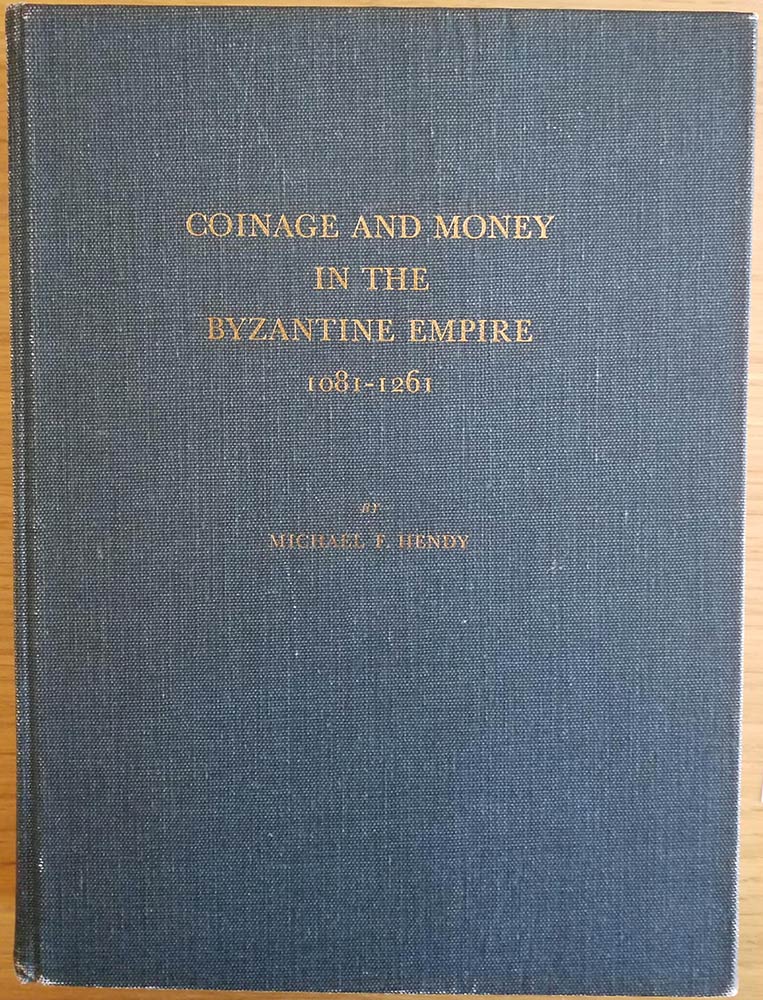 COINAGE AND MONEY
IN THE
BYZANTINE EMPIRE
1081-1261
BY
MICHAEL F. HENDY